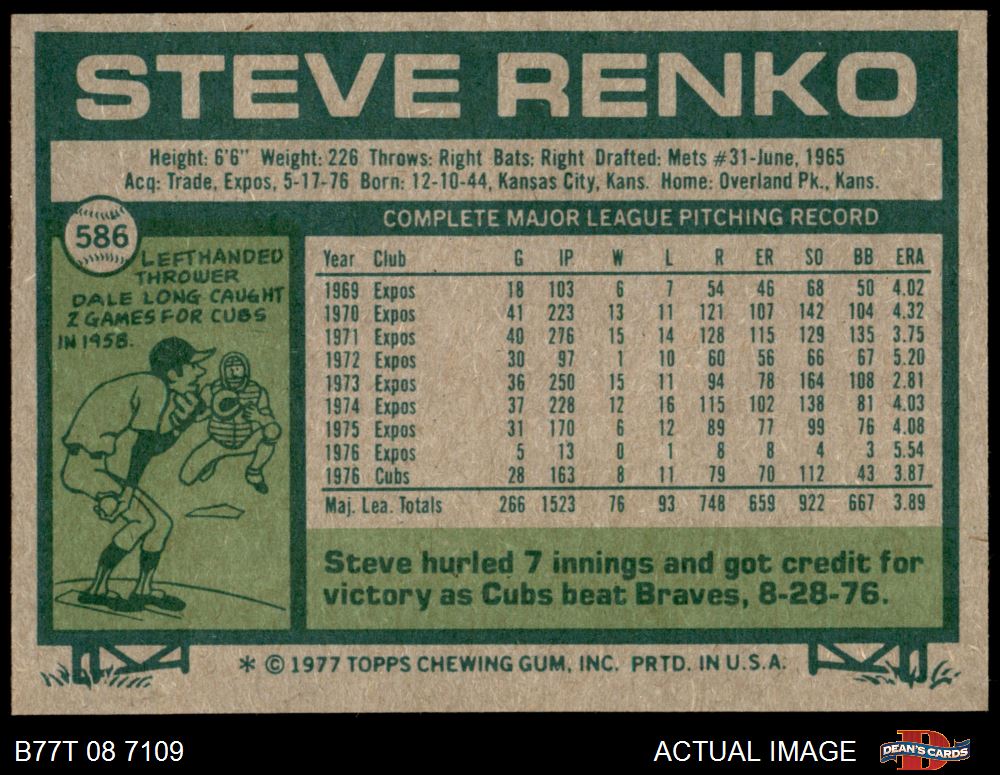 STEVE RENKO
Height: 6'6" Weight: 226 Throws: Right Bats: Right Drafted: Mets #31-June, 1965
Acq: Trade, Expos, 5-17-76 Born: 12-10-44, Kansas City, Kans. Home: Overland Pk., Kans.
586
LEFTHANDED
THROWER
DALE LONG CAUGHT
2 GAMES FOR CUBS
IN 1958.
COMPLETE MAJOR LEAGUE PITCHING RECORD
Year Club G IP W L R ER SO BB ERA
1969 Expos 18 103 6 7 54 46 68 50 4.02
1970 Expos 41 223 13 11 121 107 142 104 4.32
1971 Expos 40 276 15 14 128 115 129 135 3.75
1972 Expos 30 97 1 10 60 56 66 67 5.20
1973 Expos 36 250 15 11 94 78 164 108 2.81
1974 Expos 37 228 12 16 115 102 138 81 4.03
1975 Expos 31 170 6 12 89 77 99 76 4.08
1976 Expos 5 13 0 1 8 8 4 3 5.54
1976 Cubs 28 163 8 11 79 70 112 43 3.87
Maj. Lea. Totals 266 1523 76 93 748 659 922 667 3.89
Steve hurled 7 innings and got credit for
victory as Cubs beat Braves, 8-28-76.
* © 1977 TOPPS CHEWING GUM, INC. PRTD. IN U.S.A.
B77T 08 7109
ACTUAL IMAGE
D
DEAN'S CARDS